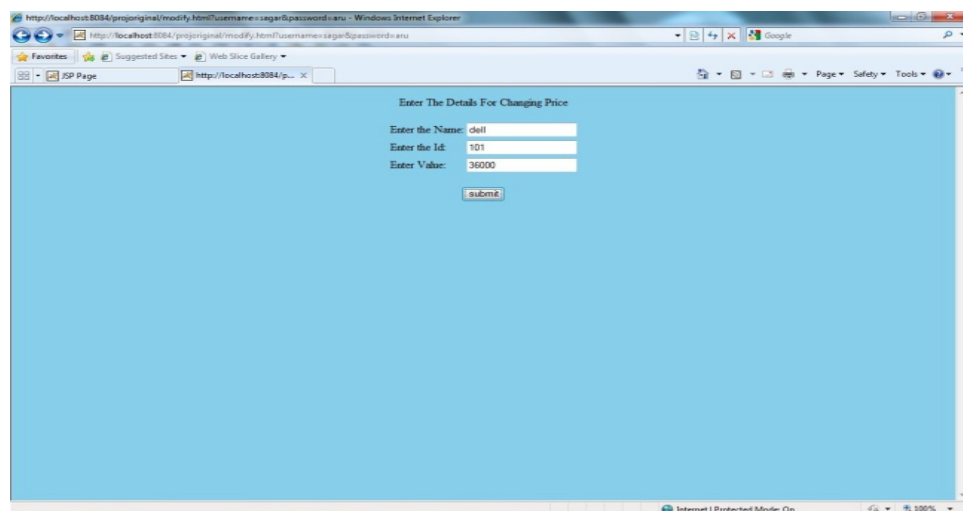 http://localhost:8084/projoriginal/modify.html?username=sagar&password=aru - Windows Internet Explorer
http://localhost:8084/projoriginal/modify.html?username=sagar&password=aru
Google
Favorites Suggested Sites Web Slice Gallery
JSP Page http://localhost:8084/p... Page Safety Tools
Enter The Details For Changing Price
Enter the Name: dell
Enter the Id: 101
Enter Value: 36000
submit
Internet | Protected Mode: On 100%